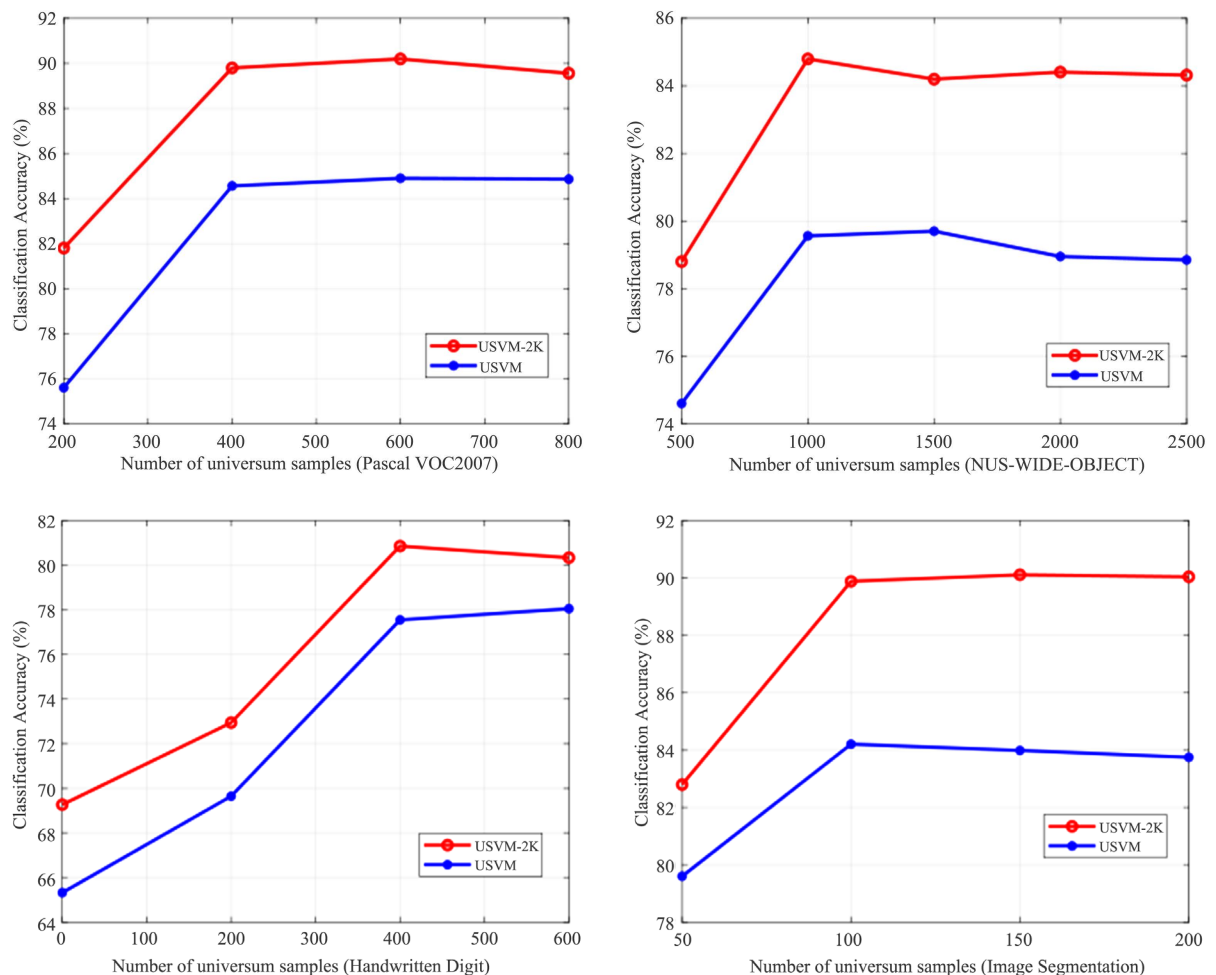 92
90
88
86
84
82
80
78
76
74
Classification Accuracy (%)
USVM-2K
USVM
200 300 400 500 600 700 800
Number of universum samples (Pascal VOC2007)
86
84
82
80
78
76
74
Classification Accuracy (%)
USVM-2K
USVM
500 1000 1500 2000 2500
Number of universum samples (NUS-WIDE-OBJECT)
82
80
78
76
74
72
70
68
66
64
Classification Accuracy (%)
USVM-2K
USVM
0 100 200 300 400 500 600
Number of universum samples (Handwritten Digit)
92
90
88
86
84
82
80
78
Classification Accuracy (%)
USVM-2K
USVM
50 100 150 200
Number of universum samples (Image Segmentation)